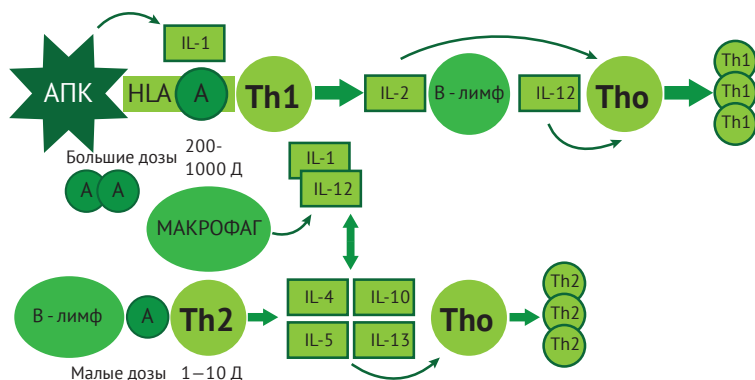 IL-1
АПК
HLA
А
Th1
IL-2
В - лимф
IL-12
Tho
Th1
Th1
Th1
Большие дозы
200-
1000 Д
А
А
IL-1
IL-12
МАКРОФАГ
В - лимф
А
Th2
IL-4
IL-10
IL-5
IL-13
Tho
Th2
Th2
Th2
Малые дозы
1—10 Д